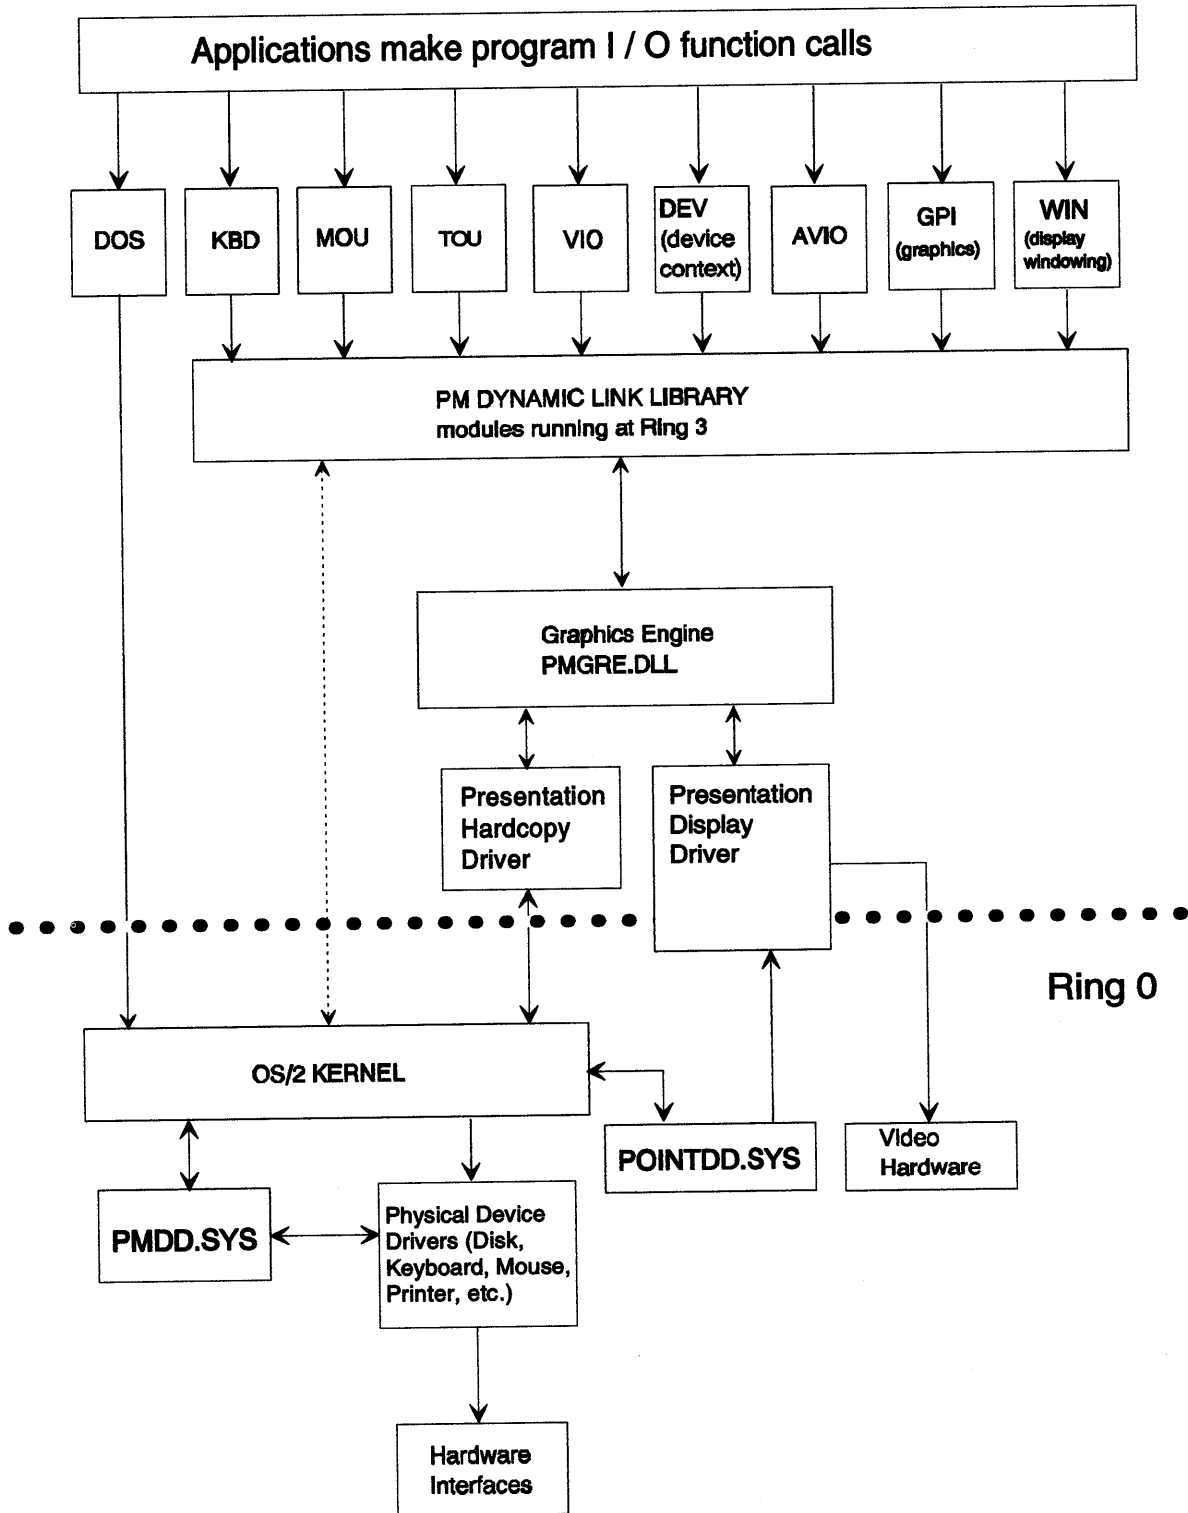 Applications make program I / O function calls
DOS
KBD
MOU
TOU
VIO
DEV
(device
context)
AVIO
GPI
(graphics)
WIN
(display
windowing)
PM DYNAMIC LINK LIBRARY
modules running at Ring 3
Graphics Engine
PMGRE.DLL
Presentation
Hardcopy
Driver
Presentation
Display
Driver
Ring 0
OS/2 KERNEL
POINTDD.SYS
Video
Hardware
PMDD.SYS
Physical Device
Drivers (Disk,
Keyboard, Mouse,
Printer, etc.)
Hardware
Interfaces